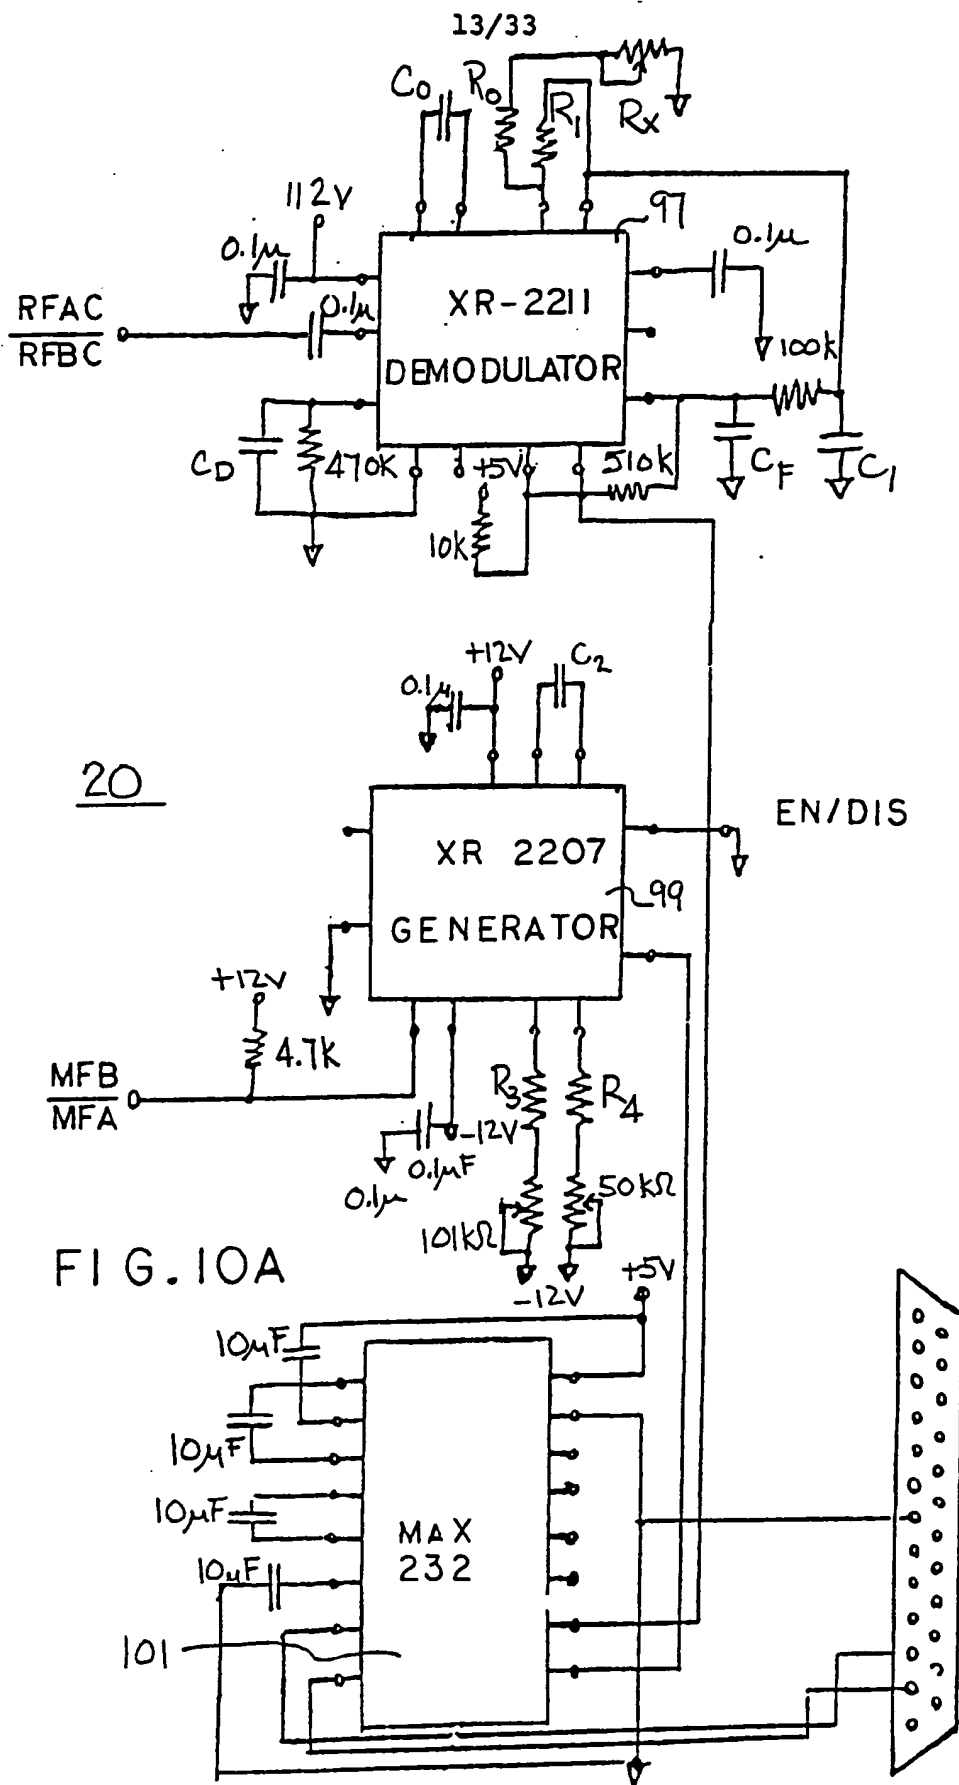 13/33
C0
R0
R1
Rx
112V
97
0.1μ
0.1μ
RFAC
RFBC
0.1μ
XR-2211
DEMODULATOR
100k
CD
470K
+5V
510k
CF
C1
10k
+12V
C2
0.1μ
20
EN/DIS
XR 2207
GENERATOR
99
+12V
4.7K
MFB
MFA
R3
R4
-12V
0.1μF
0.1μ
50kΩ
101kΩ
FIG.10A
-12V
+5V
10μF
10μF
10μF
10μF
MAX
232
101